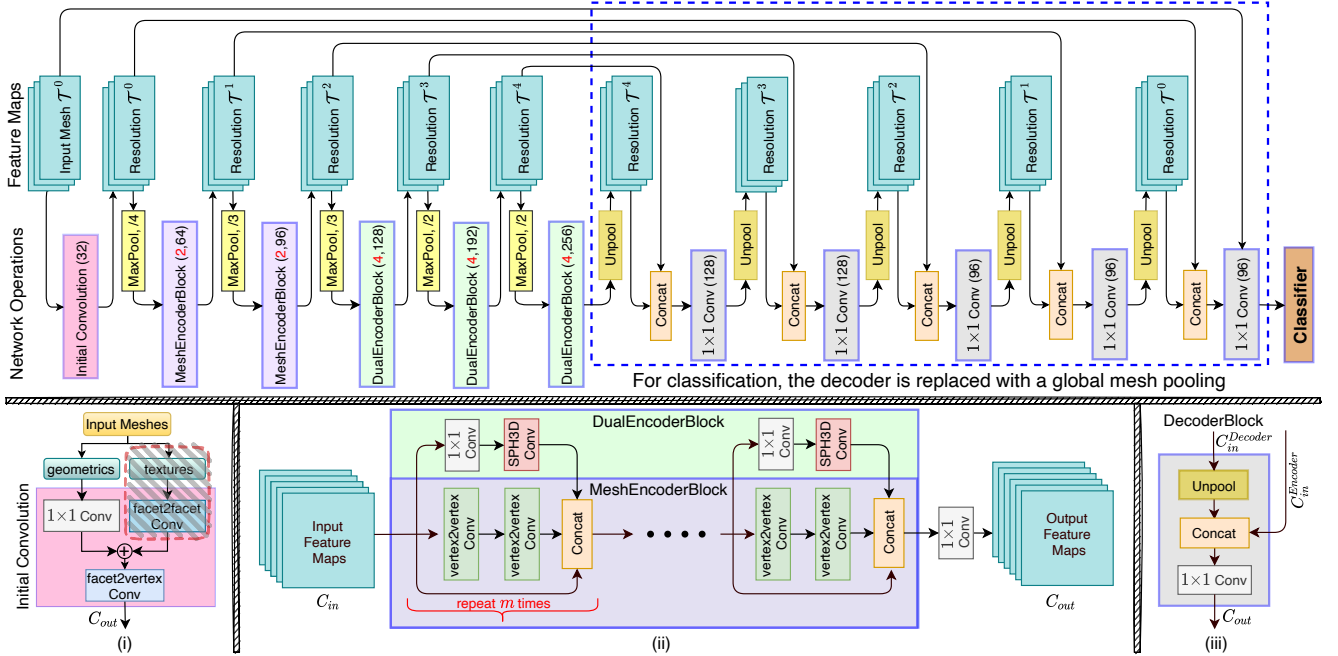 Feature Maps
Input Mesh 𝒯⁰
Resolution 𝒯⁰
Resolution 𝒯¹
Resolution 𝒯²
Resolution 𝒯³
Resolution 𝒯⁴
Resolution 𝒯⁴
Resolution 𝒯³
Resolution 𝒯²
Resolution 𝒯¹
Resolution 𝒯⁰
Network Operations
Initial Convolution (32)
MaxPool, /4
MeshEncoderBlock (2,64)
MaxPool, /3
MeshEncoderBlock (2,96)
MaxPool, /3
DualEncoderBlock (4,128)
MaxPool, /2
DualEncoderBlock (4,192)
MaxPool, /2
DualEncoderBlock (4,256)
Unpool
Concat
1×1 Conv (128)
Unpool
Concat
1×1 Conv (128)
Unpool
Concat
1×1 Conv (96)
Unpool
Concat
1×1 Conv (96)
Unpool
Concat
1×1 Conv (96)
Classifier
For classification, the decoder is replaced with a global mesh pooling
Input Meshes
geometrics
textures
Initial Convolution
1×1 Conv
facet2facet
Conv
+
facet2vertex
Conv
C_out
(i)
DualEncoderBlock
MeshEncoderBlock
Input
Feature
Maps
C_in
1×1
Conv
SPH3D
Conv
vertex2vertex
Conv
vertex2vertex
Conv
Concat
repeat m times
1×1
Conv
SPH3D
Conv
vertex2vertex
Conv
vertex2vertex
Conv
Concat
1×1
Conv
Output
Feature
Maps
C_out
(ii)
DecoderBlock
C_in^Decoder
C_in^Encoder
Unpool
Concat
1×1 Conv
C_out
(iii)